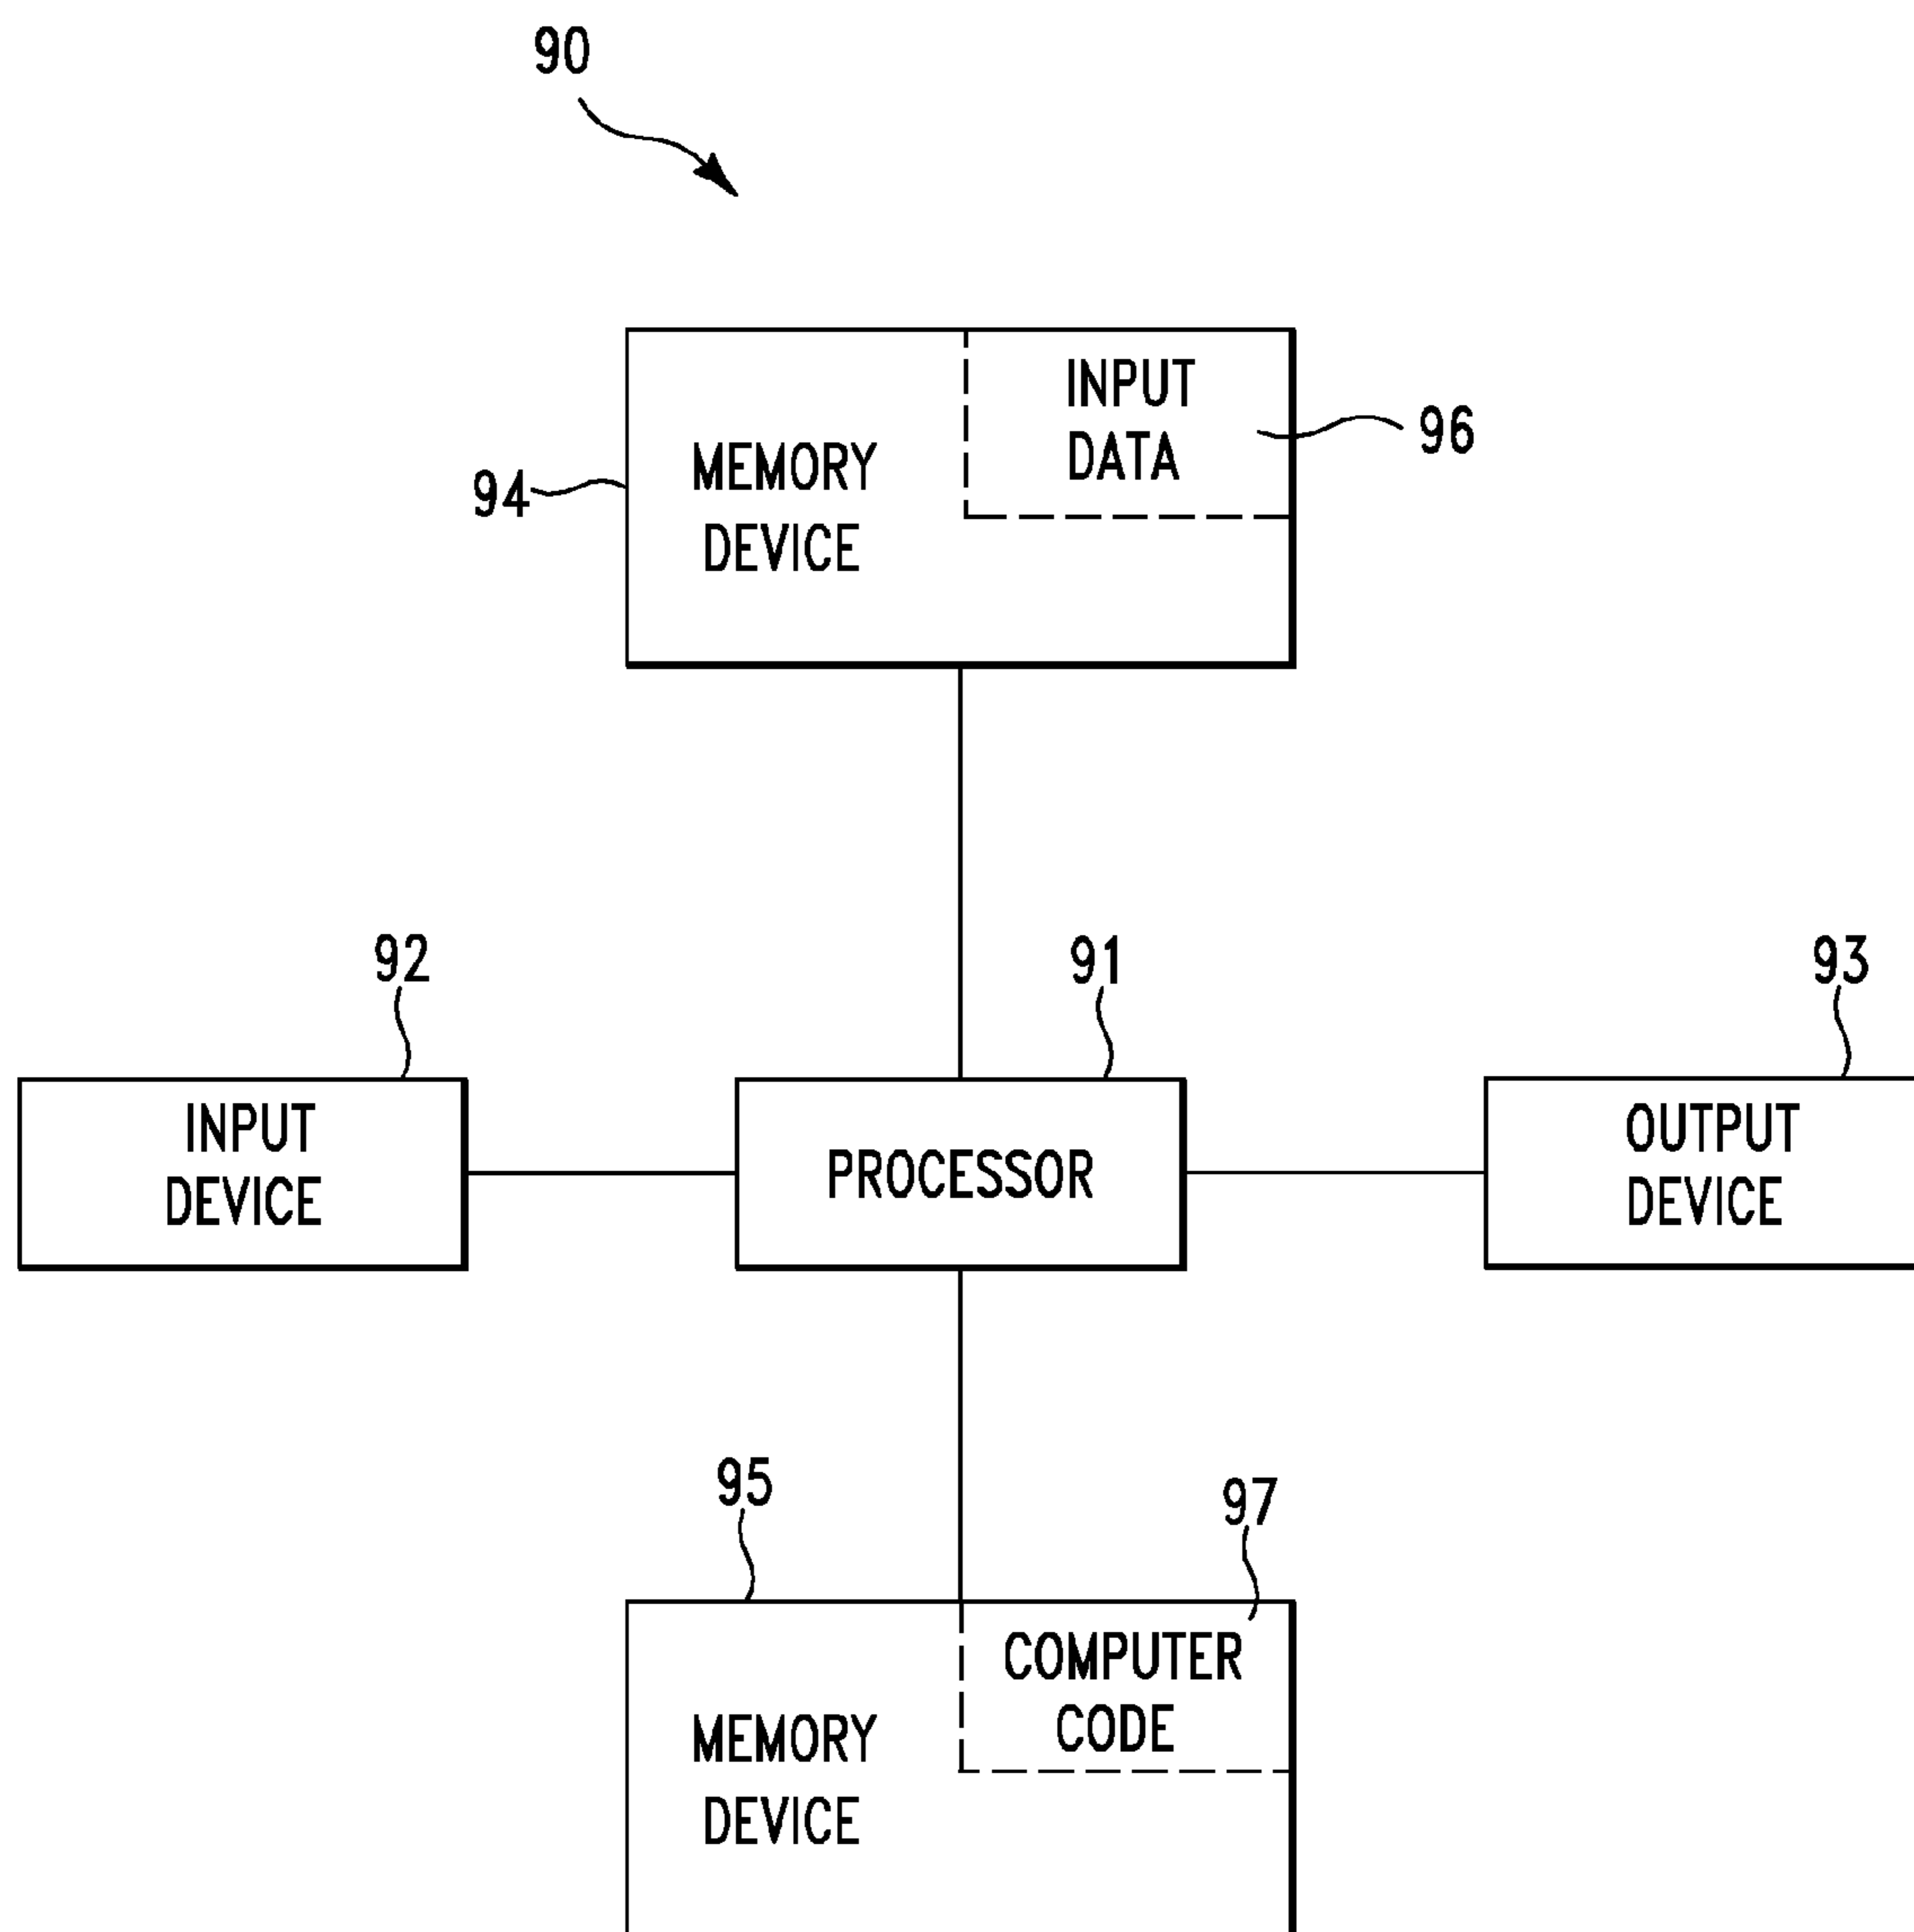 90
INPUT
DATA
96
MEMORY
DEVICE
94
92
91
93
INPUT
DEVICE
PROCESSOR
OUTPUT
DEVICE
95
97
COMPUTER
CODE
MEMORY
DEVICE